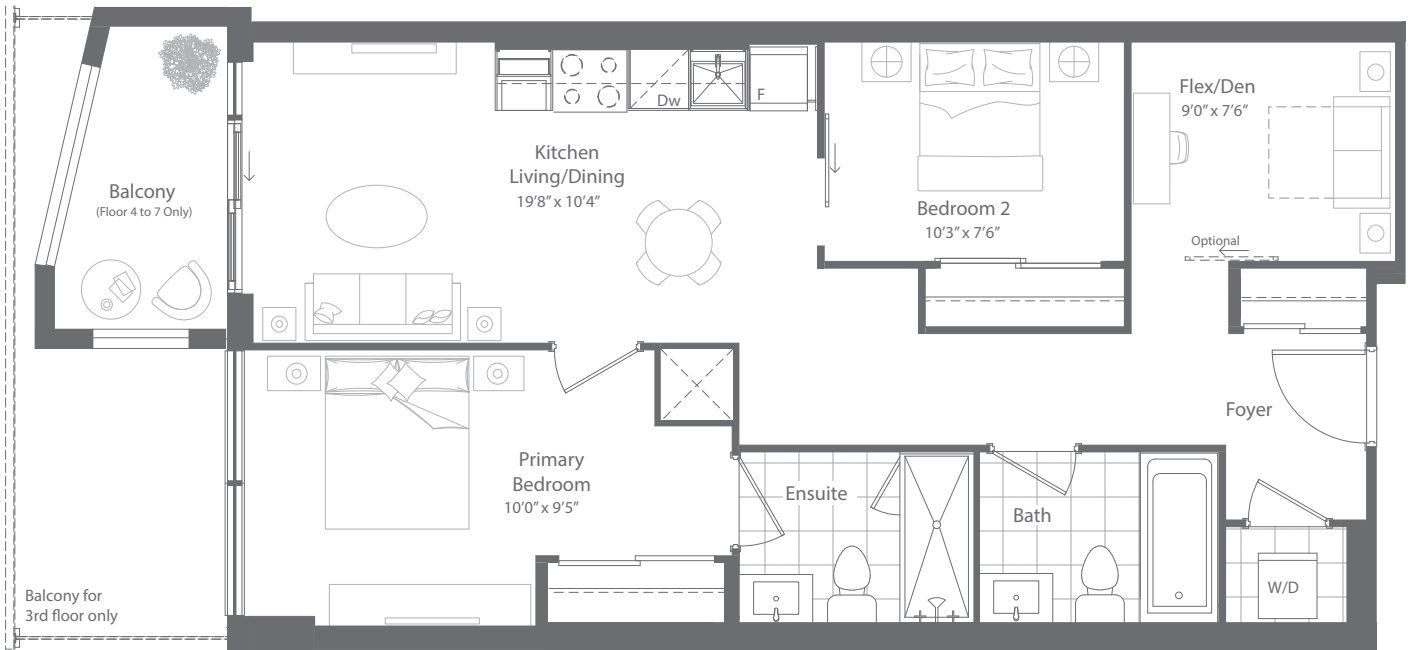 Balcony
(Floor 4 to 7 Only)
Kitchen
Living/Dining
19'8" x 10'4"
Dw
F
Bedroom 2
10'3" x 7'6"
Flex/Den
9'0" x 7'6"
Optional
Foyer
Primary
Bedroom
10'0" x 9'5"
Ensuite
Bath
W/D
Balcony for
3rd floor only